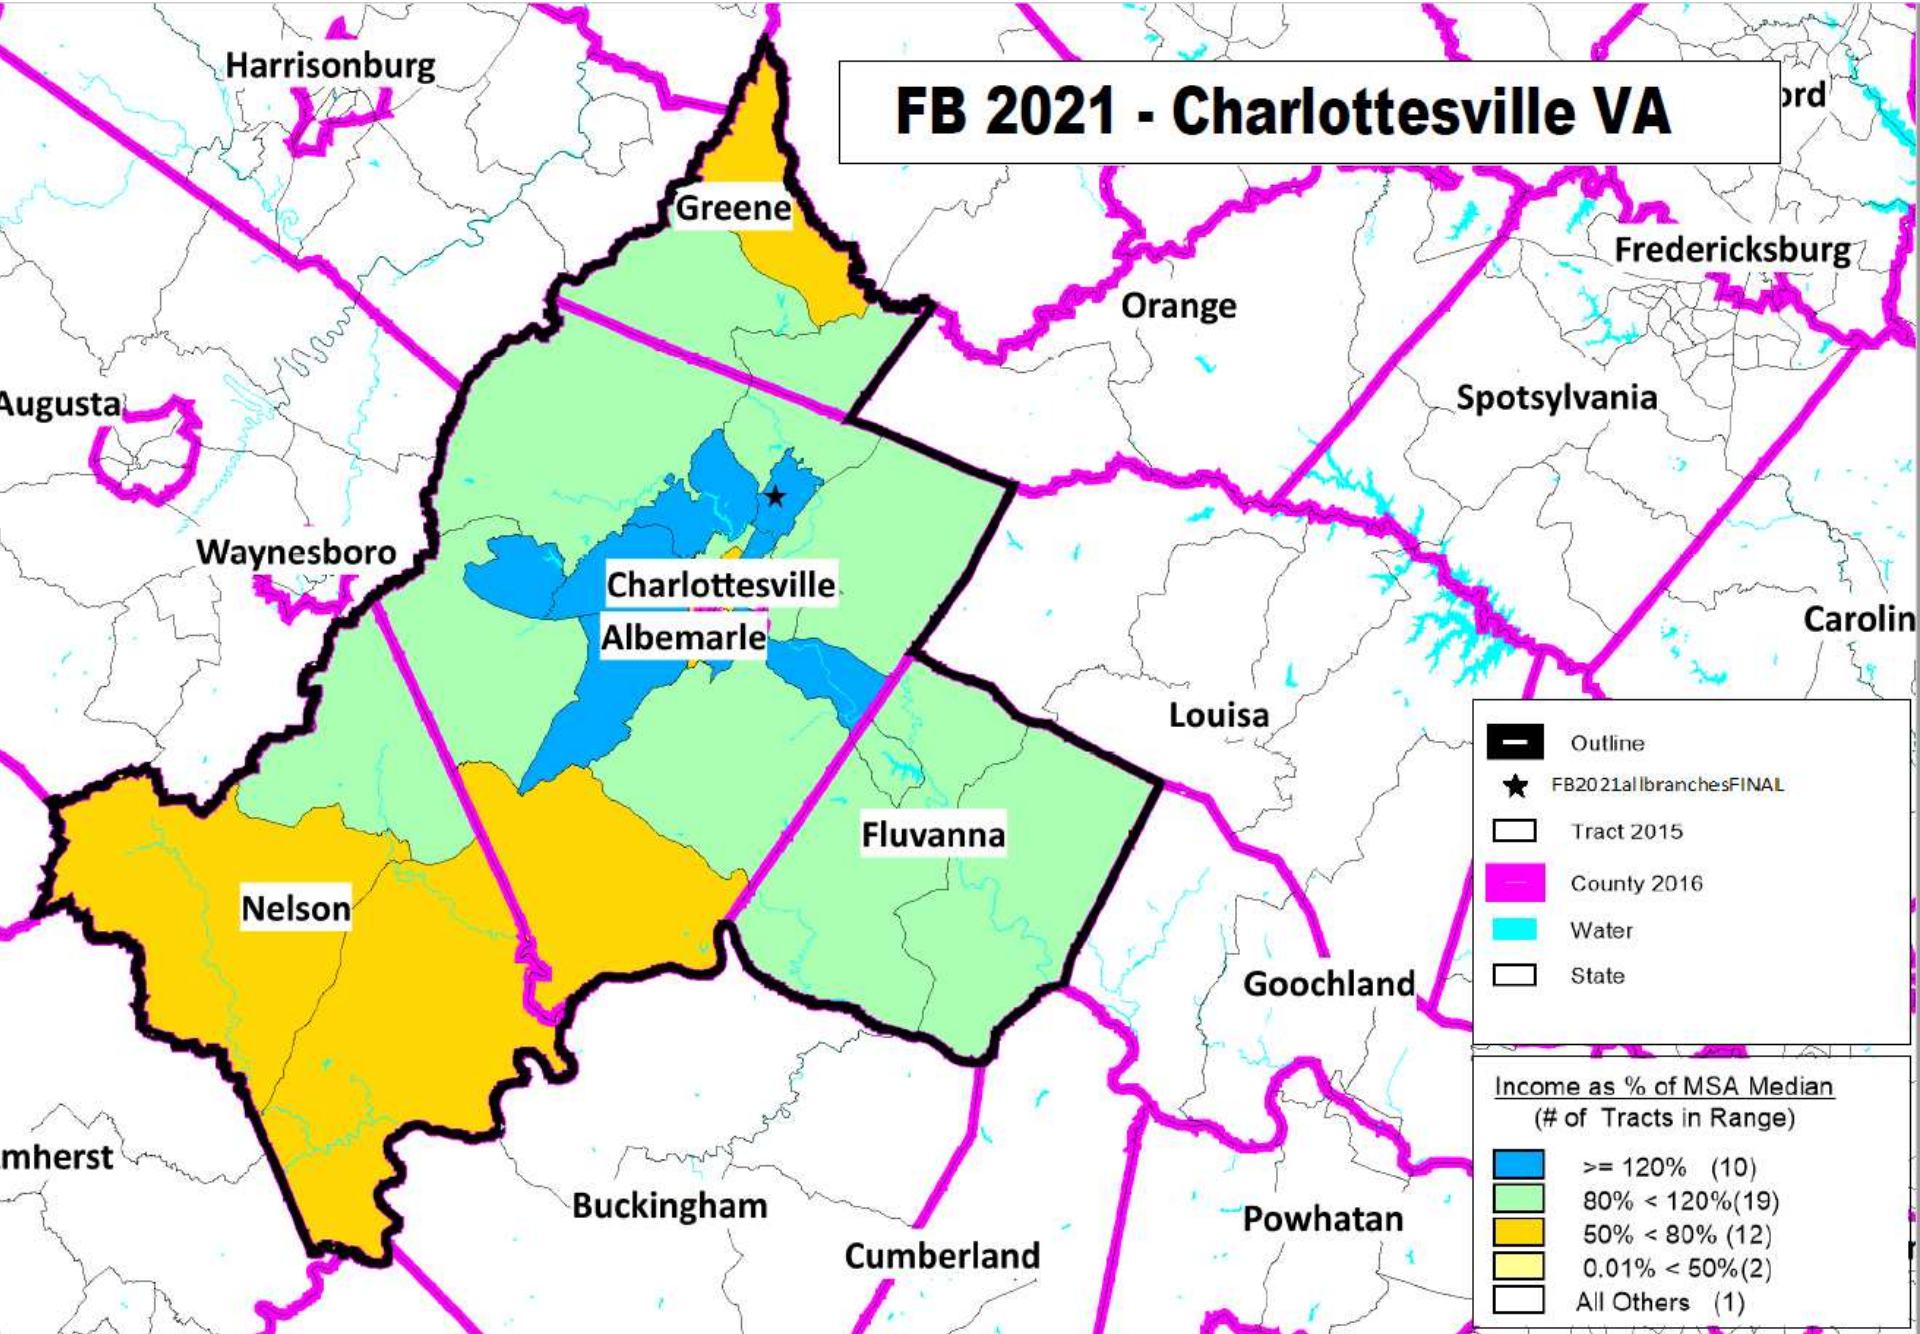 Harrisonburg
FB 2021 - Charlottesville VA
ord
Greene
Fredericksburg
Orange
Augusta
Spotsylvania
Waynesboro
Charlottesville
Carolin
Albemarle
Louisa
Outline
FB2021allbranchesFINAL
Tract 2015
Fluvanna
County 2016
Nelson
Water
State
Goochland
Income as % of MSA Median
(# of Tracts in Range)
mherst
>= 120% (10)
80% < 120%(19)
Buckingham
Powhatan
50% < 80% (12)
Cumberland
0.01% < 50%(2)
All Others (1)